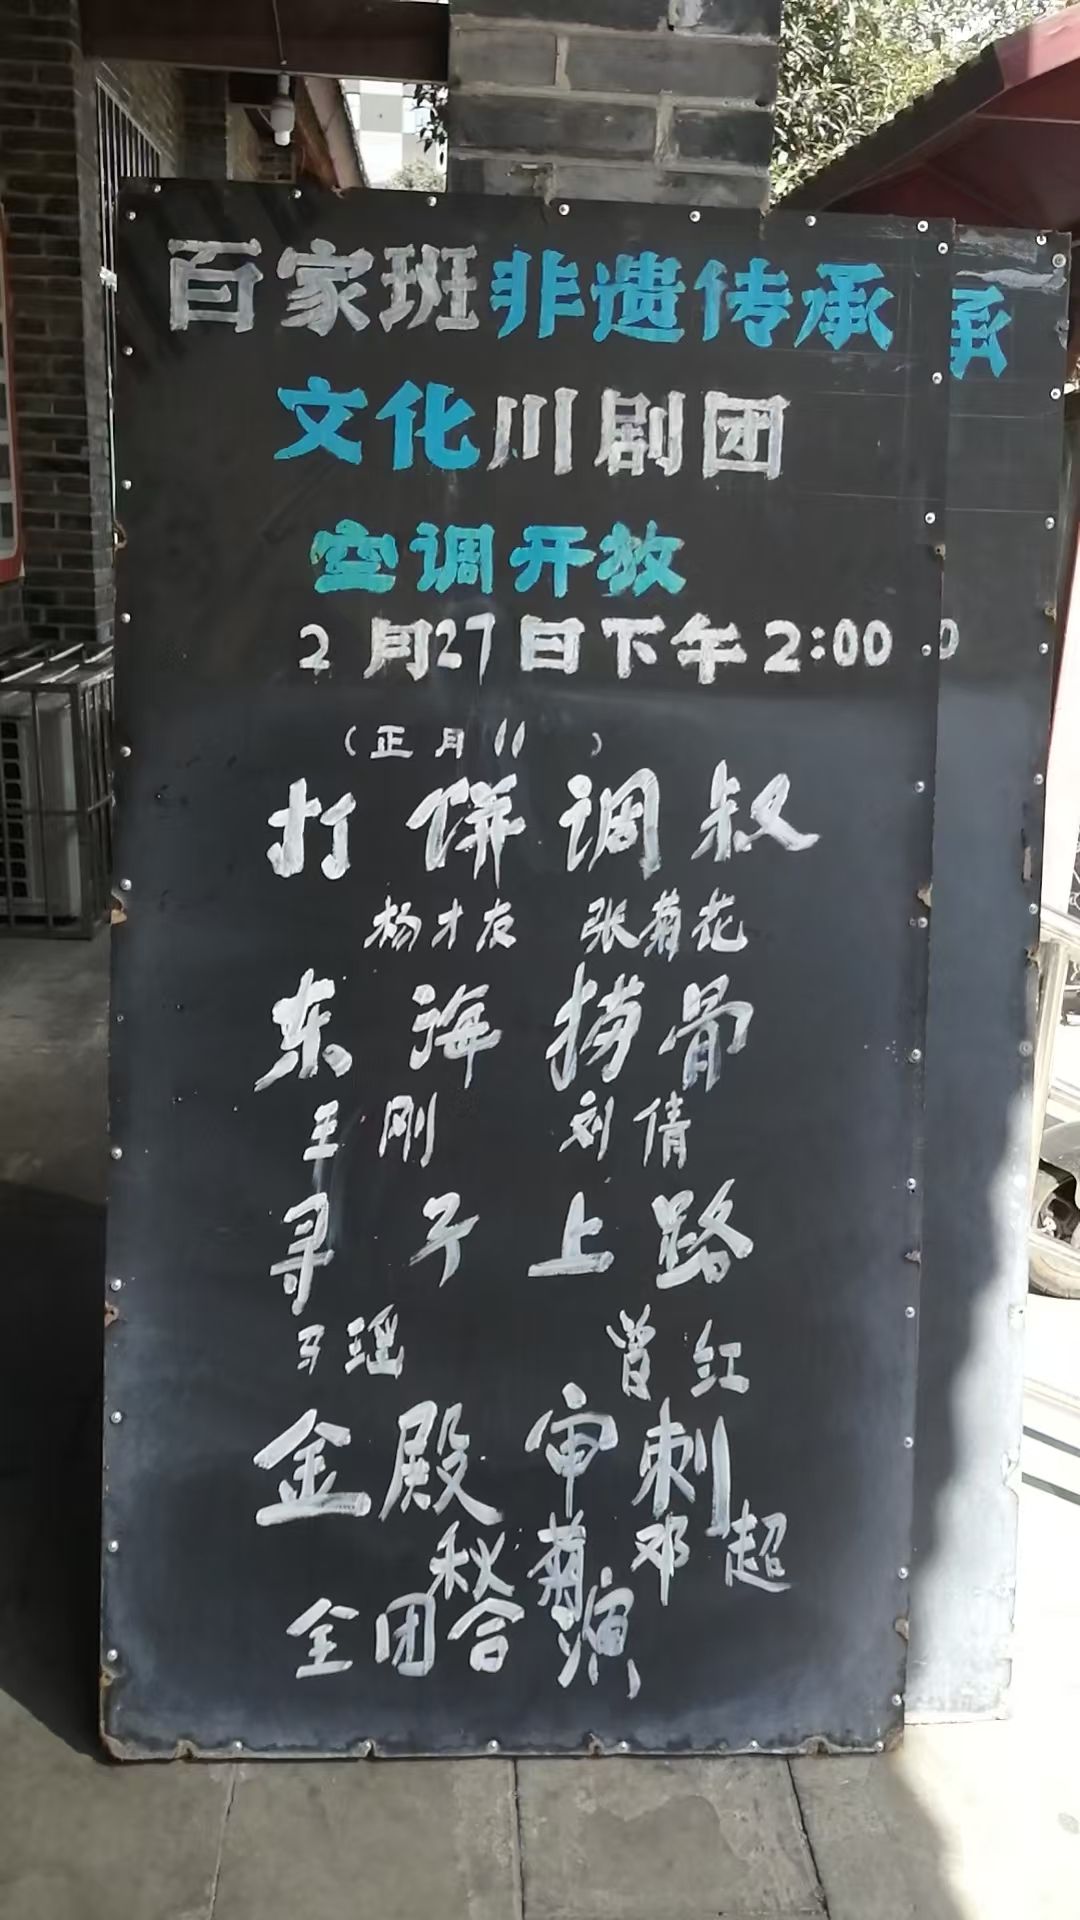 百家班非遗传承
承
文化川剧团
空调开放
2月27日下午2:00
0
（正月11 ）
打饼调叔
杨才友 张菊花
东海捞骨
王刚 刘倩
寻子上路
马瑶 曾红
金殿审刺
秋菊 邓超
全团合演